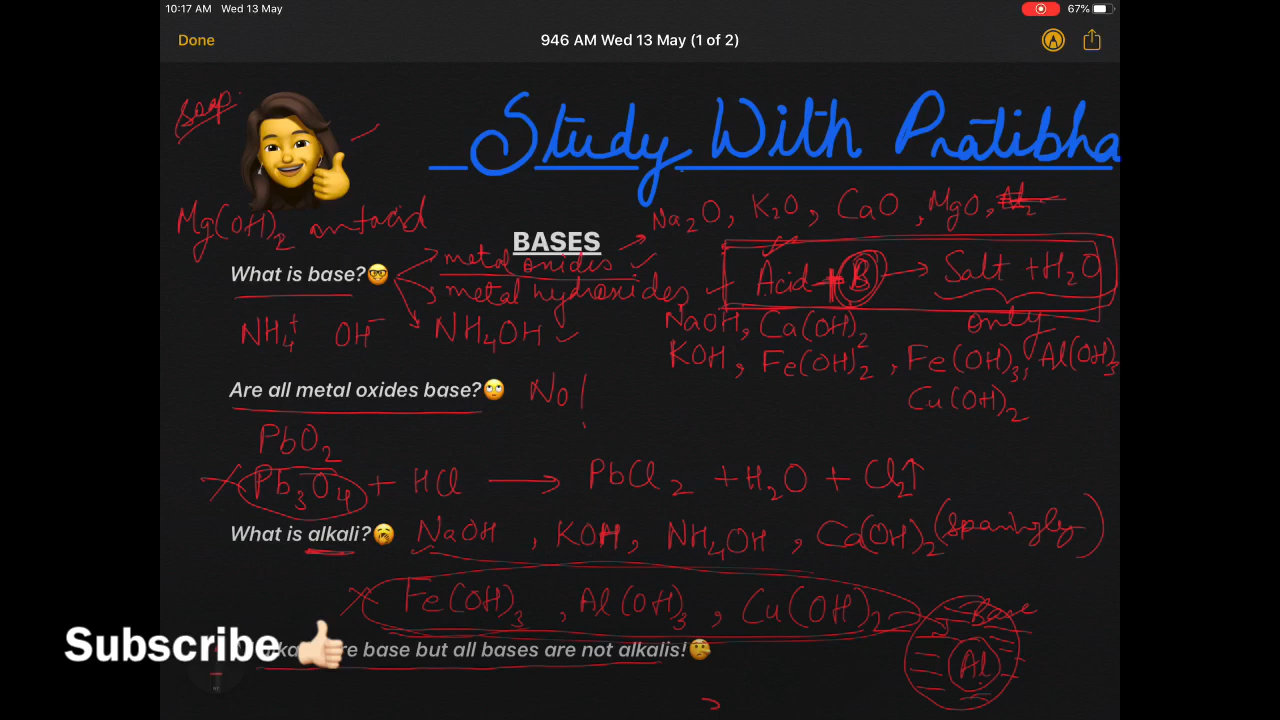 10:17 AM Wed 13 May 67%
Done 946 AM Wed 13 May (1 of 2)
Soap.
Study With Pratibha
Mg(OH)₂ antacid
Na₂O, K₂O, CaO, MgO,
BASES
metal oxides
What is base?🤓
metal hydroxides
Acid + B → Salt + H₂O
only
NH₄⁺ OH⁻ NH₄OH
NaOH, Ca(OH)₂
KOH, Fe(OH)₂, Fe(OH)₃, Al(OH)₃
Cu(OH)₂
Are all metal oxides base?🙄 No!
PbO₂
Pb₃O₄ + HCl → PbCl₂ + H₂O + Cl₂↑
What is alkali?🥱 NaOH, KOH, NH₄OH, Ca(OH)₂ (sparingly)
Fe(OH)₃, Al(OH)₃, Cu(OH)₂
Base
Al
Subscribe 👍🏻
base but all bases are not alkalis!🤨